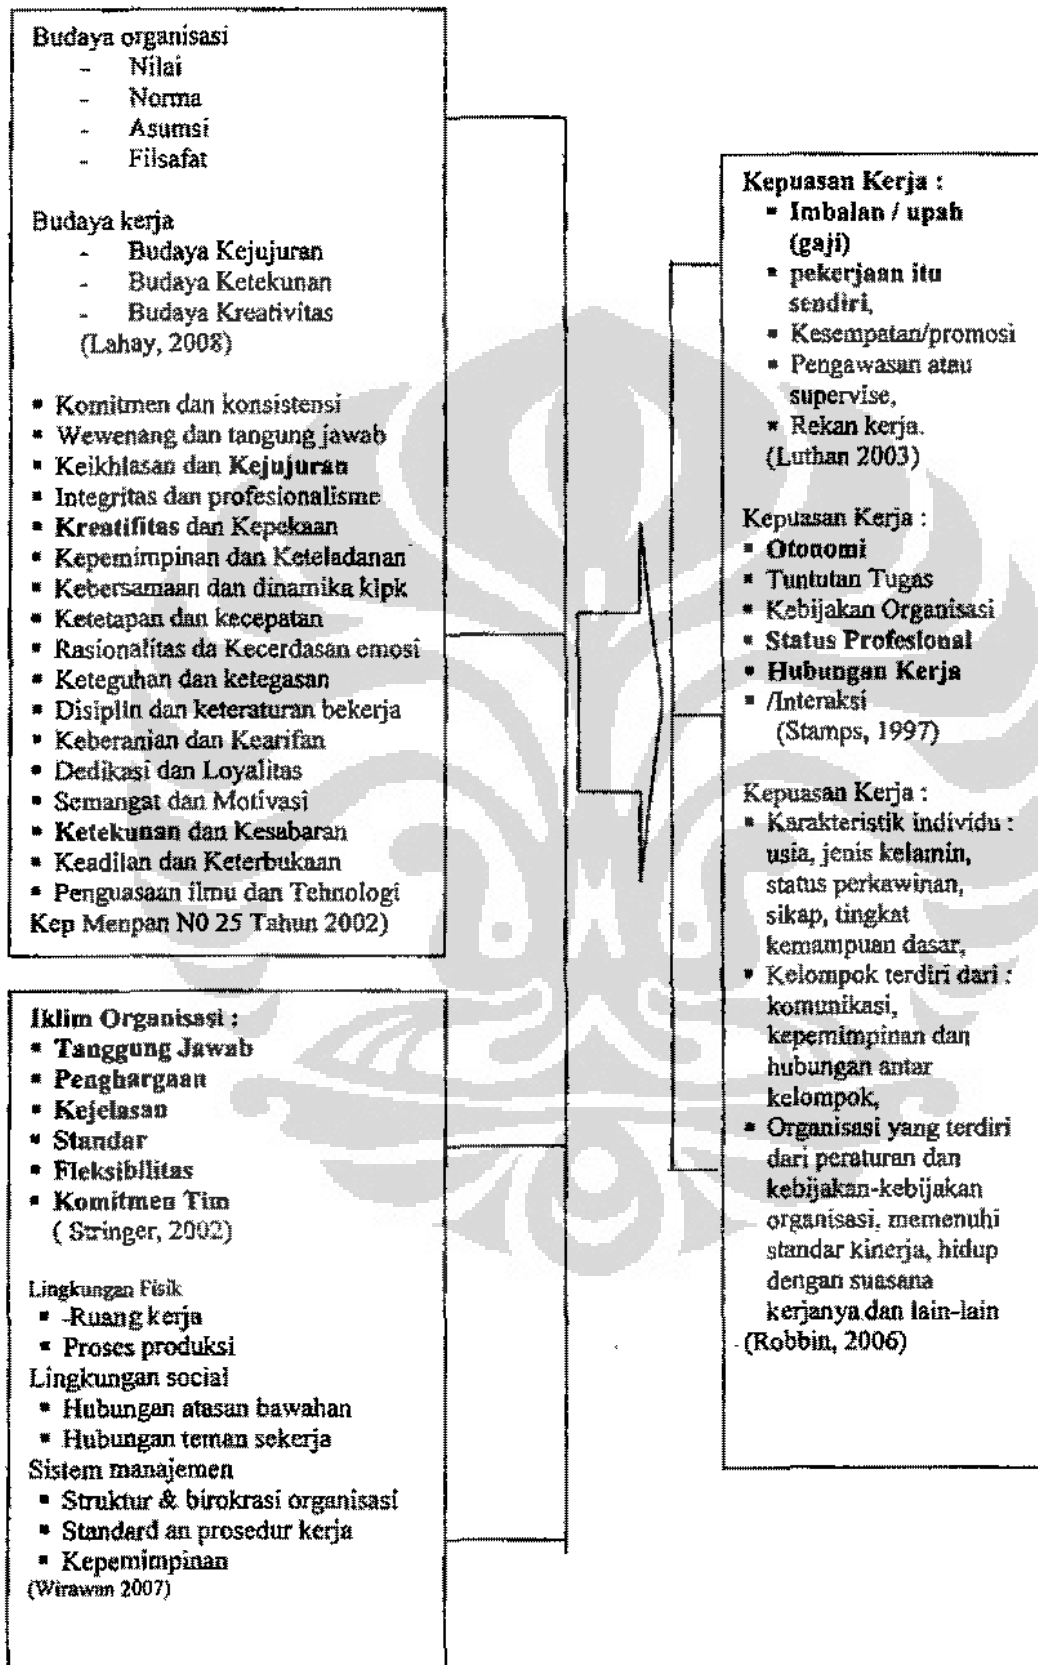 Budaya organisasi
- Nilai
- Norma
- Asumsi
- Filsafat
Budaya kerja
- Budaya Kejujuran
- Budaya Ketekunan
- Budaya Kreativitas
(Lahay, 2008)
▪ Komitmen dan konsistensi
▪ Wewenang dan tangung jawab
▪ Keikhlasan dan Kejujuran
▪ Integritas dan profesionalisme
▪ Kreatifitas dan Kepekaan
▪ Kepemimpinan dan Keteladanan
▪ Kebersamaan dan dinamika klpk
▪ Ketetapan dan kecepatan
▪ Rasionalitas da Kecerdasan emosi
▪ Keteguhan dan ketegasan
▪ Disiplin dan keteraturan bekerja
▪ Keberanian dan Kearifan
▪ Dedikasi dan Loyalitas
▪ Semangat dan Motivasi
▪ Ketekunan dan Kesabaran
▪ Keadilan dan Keterbukaan
▪ Penguasaan ilmu dan Tehnologi
Kep Menpan N0 25 Tahun 2002)
Iklim Organisasi :
▪ Tanggung Jawab
▪ Penghargaan
▪ Kejelasan
▪ Standar
▪ Fleksibilitas
▪ Komitmen Tim
( Stringer, 2002)
Lingkungan Fisik
▪ -Ruang kerja
▪ Proses produksi
Lingkungan social
▪ Hubungan atasan bawahan
▪ Hubungan teman sekerja
Sistem manajemen
▪ Struktur & birokrasi organisasi
▪ Standard an prosedur kerja
▪ Kepemimpinan
(Wirawan 2007)
Kepuasan Kerja :
▪ Imbalan / upah
(gaji)
▪ pekerjaan itu
sendiri,
▪ Kesempatan/promosi
▪ Pengawasan atau
supervise,
▪ Rekan kerja.
(Luthan 2003)
Kepuasan Kerja :
▪ Otonomi
▪ Tuntutan Tugas
▪ Kebijakan Organisasi
▪ Status Profesional
▪ Hubungan Kerja
▪ /Interaksi
(Stamps, 1997)
Kepuasan Kerja :
▪ Karakteristik individu :
usia, jenis kelamin,
status perkawinan,
sikap, tingkat
kemampuan dasar,
▪ Kelompok terdiri dari :
komunikasi,
kepemimpinan dan
hubungan antar
kelompok,
▪ Organisasi yang terdiri
dari peraturan dan
kebijakan-kebijakan
organisasi, memenuhi
standar kinerja, hidup
dengan suasana
kerjanya dan lain-lain
(Robbin, 2006)